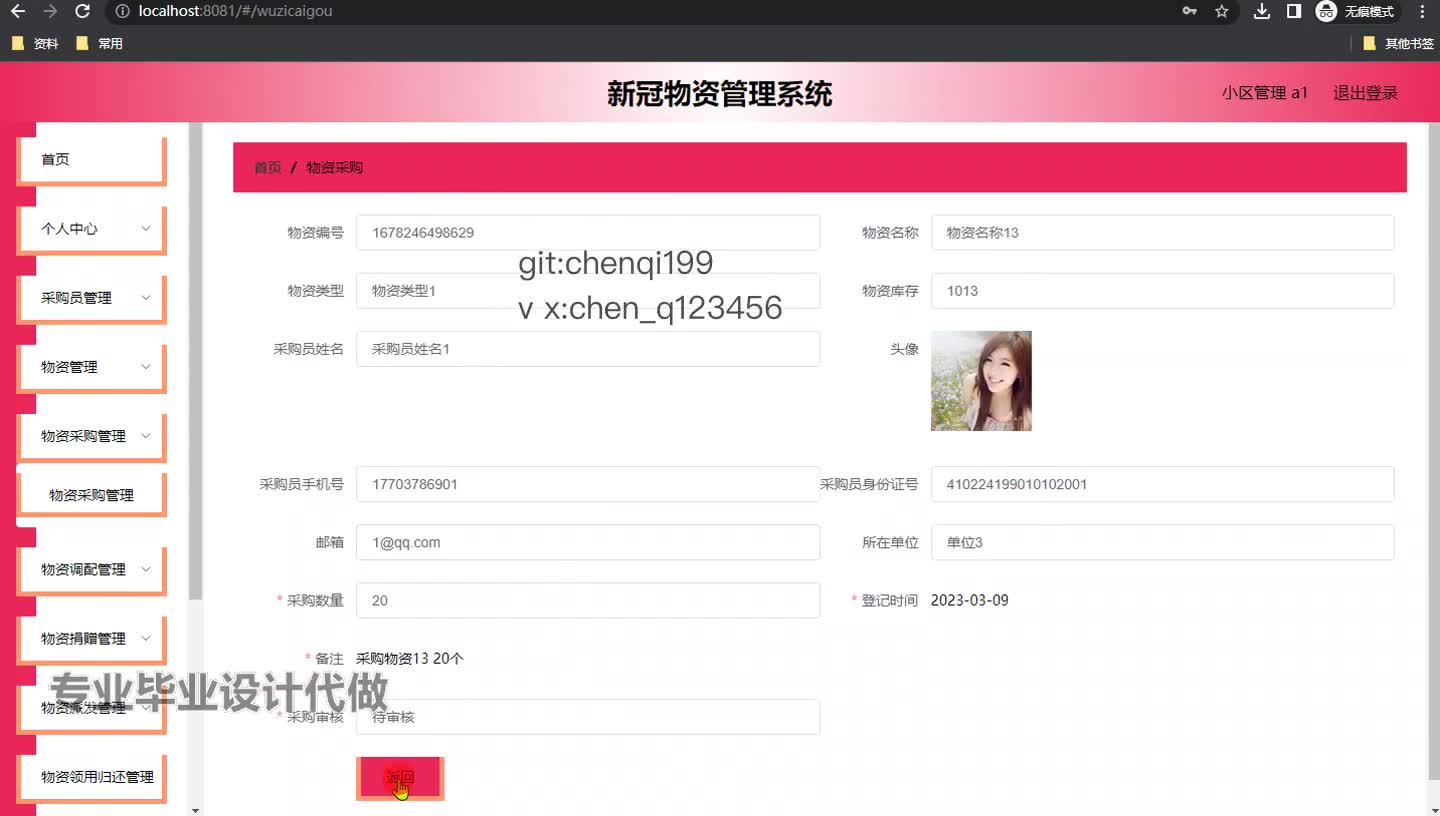 localhost:8081/#/wuzicaigou
无痕模式
资料
常用
其他书签
新冠物资管理系统
小区管理 a1
退出登录
首页
个人中心
采购员管理
物资管理
物资采购管理
物资采购管理
物资调配管理
物资捐赠管理
物资派发管理
物资领用归还管理
首页 / 物资采购
物资编号 1678246498629
物资名称 物资名称13
git:chenqi199
物资类型 物资类型1
物资库存 1013
v x:chen_q123456
采购员姓名 采购员姓名1
头像
采购员手机号 17703786901
采购员身份证号 410224199010102001
邮箱 1@qq.com
所在单位 单位3
* 采购数量 20
* 登记时间 2023-03-09
* 备注 采购物资13 20个
专业毕业设计代做
* 采购审核 待审核
返回